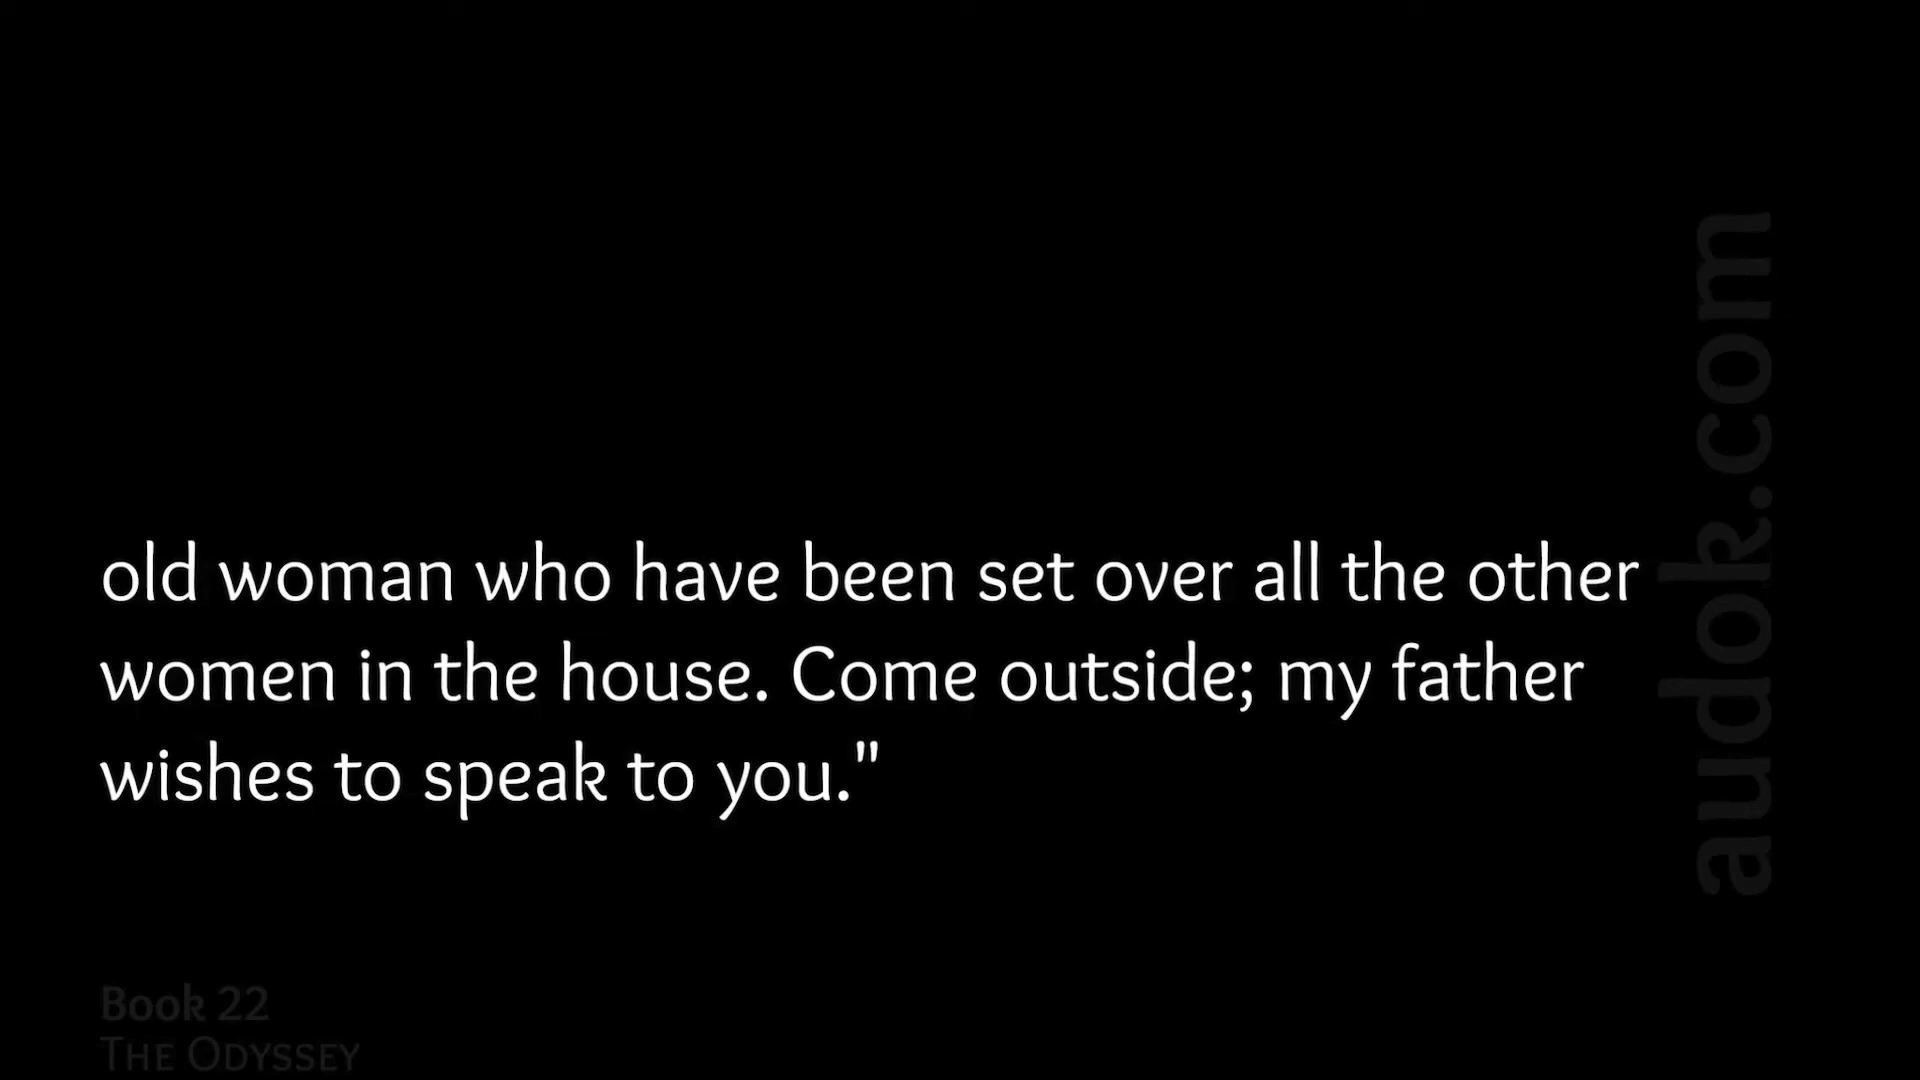 old woman who have been set over all the other
women in the house. Come outside; my father
wishes to speak to you."
audok.com
Book 22
THE ODYSSEY